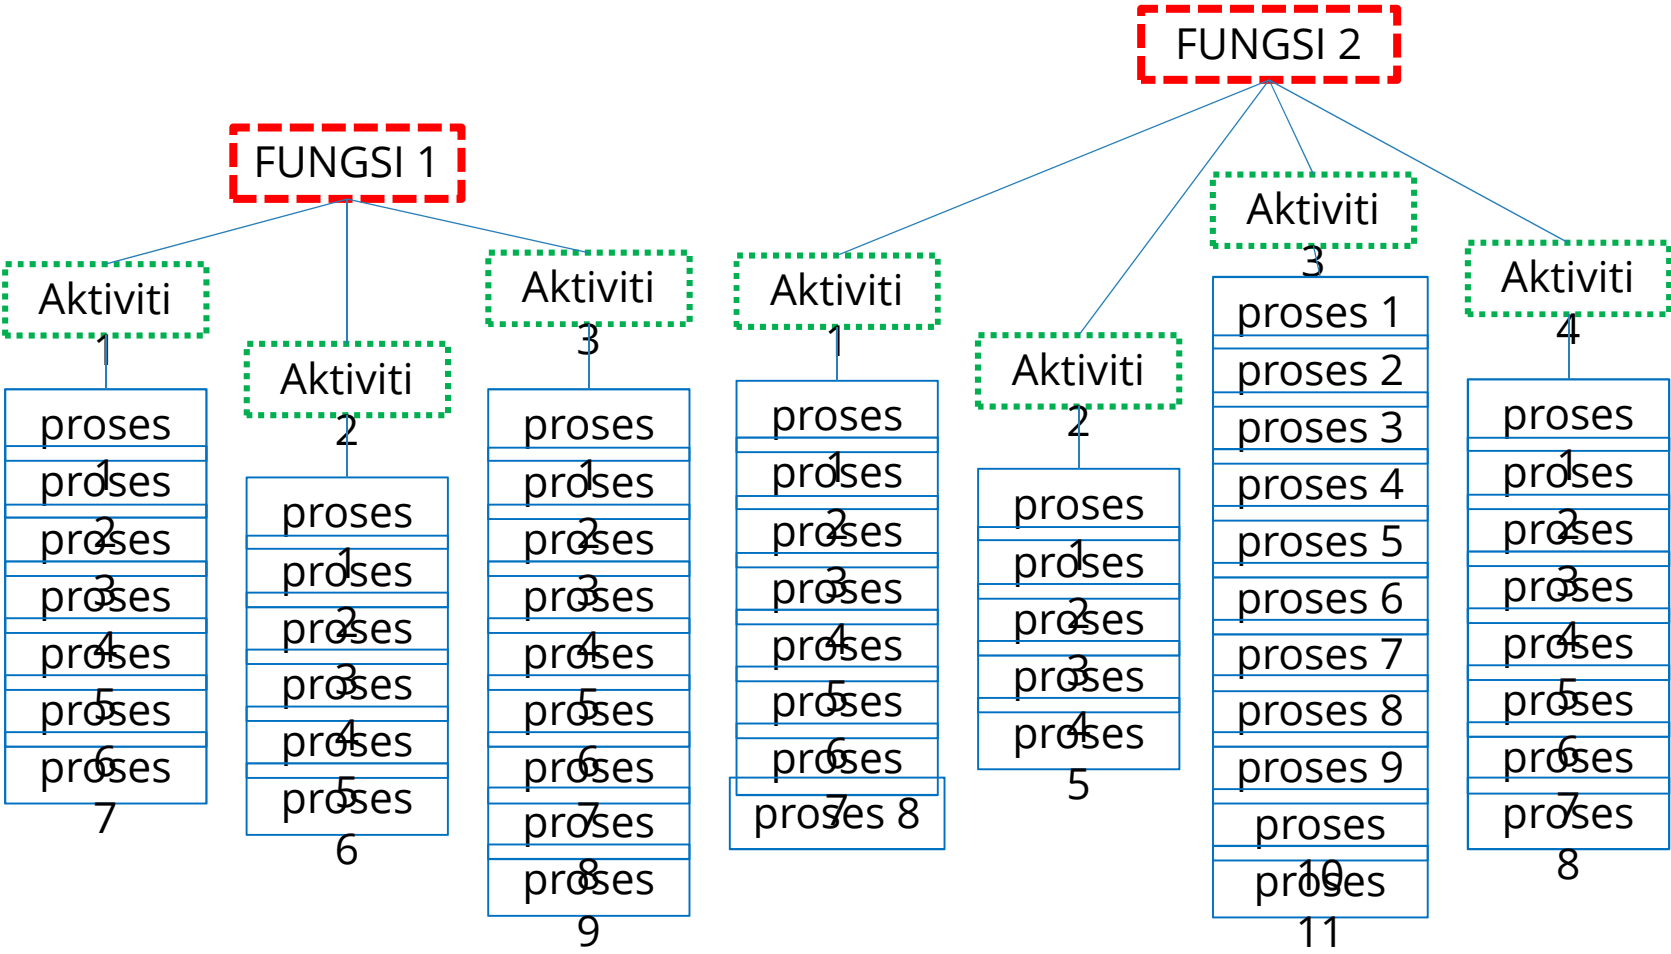 FUNGSI 1
Aktiviti
1
proses
1
proses
2
proses
3
proses
4
proses
5
proses
6
proses
7
Aktiviti
2
proses
1
proses
2
proses
3
proses
4
proses
5
proses
6
Aktiviti
3
proses
1
proses
2
proses
3
proses
4
proses
5
proses
6
proses
7
proses
8
proses
9
FUNGSI 2
Aktiviti
1
proses
1
proses
2
proses
3
proses
4
proses
5
proses
6
proses
7
proses 8
Aktiviti
2
proses
1
proses
2
proses
3
proses
4
proses
5
Aktiviti
3
proses 1
proses 2
proses 3
proses 4
proses 5
proses 6
proses 7
proses 8
proses 9
proses
10
proses
11
Aktiviti
4
proses
1
proses
2
proses
3
proses
4
proses
5
proses
6
proses
7
proses
8